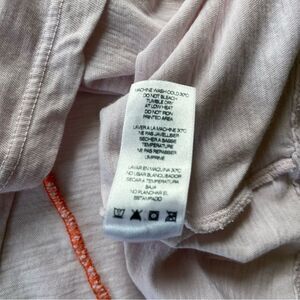 MACHINE WASH COLD 30°C
DO NOT BLEACH
TUMBLE DRY
AT LOW HEAT
DO NOT IRON
PRINTED AREA
LAVER A LA MACHINE 30°C
NE PAS JAVELLISER
SECHER A BASSE
TEMPERATURE
NE PAS REPASSER
L'IMPRIME
LAVAR EN MAQUINA 30°C
NO USAR BLANQUEADOR
SECAR A TEMPERATURA
BAJA
NO PLANCHAR EL
ESTAMPADO